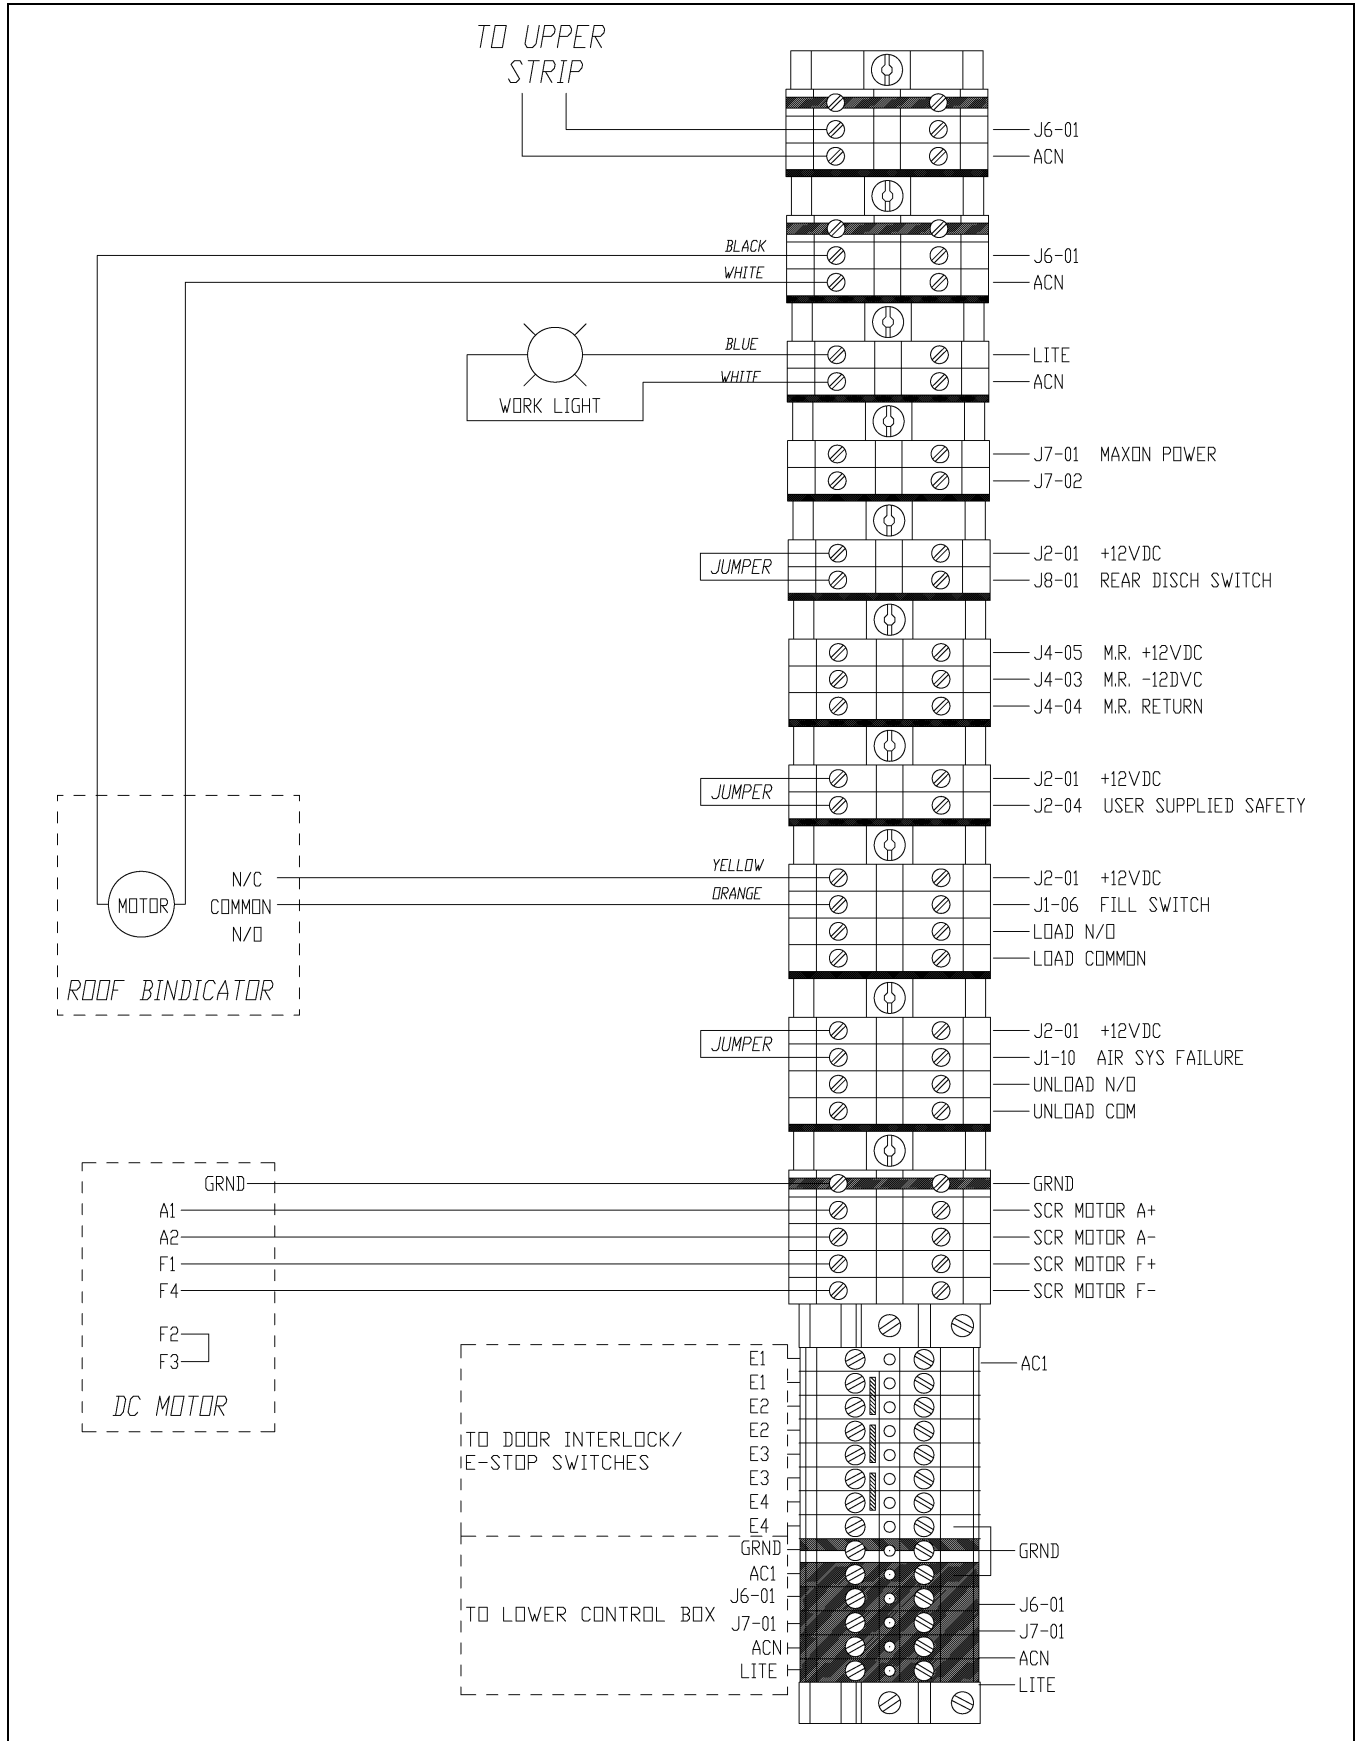 TO UPPER
STRIP
J6-01
ACN
BLACK
J6-01
WHITE
ACN
BLUE
LITE
WHITE
ACN
WORK LIGHT
J7-01 MAXON POWER
J7-02
J2-01 +12VDC
JUMPER
J8-01 REAR DISCH SWITCH
J4-05 M.R. +12VDC
J4-03 M.R. -12DVC
J4-04 M.R. RETURN
J2-01 +12VDC
JUMPER
J2-04 USER SUPPLIED SAFETY
YELLOW
N/C
J2-01 +12VDC
ORANGE
MOTOR
COMMON
J1-06 FILL SWITCH
N/O
LOAD N/O
LOAD COMMON
ROOF BINDICATOR
J2-01 +12VDC
JUMPER
J1-10 AIR SYS FAILURE
UNLOAD N/O
UNLOAD COM
GRND
GRND
A1
SCR MOTOR A+
A2
SCR MOTOR A-
F1
SCR MOTOR F+
F4
SCR MOTOR F-
F2
F3
DC MOTOR
E1
AC1
E1
E2
E2
TO DOOR INTERLOCK/
E-STOP SWITCHES
E3
E3
E4
E4
GRND
GRND
AC1
J6-01
J6-01
TO LOWER CONTROL BOX
J7-01
J7-01
ACN
ACN
LITE
LITE